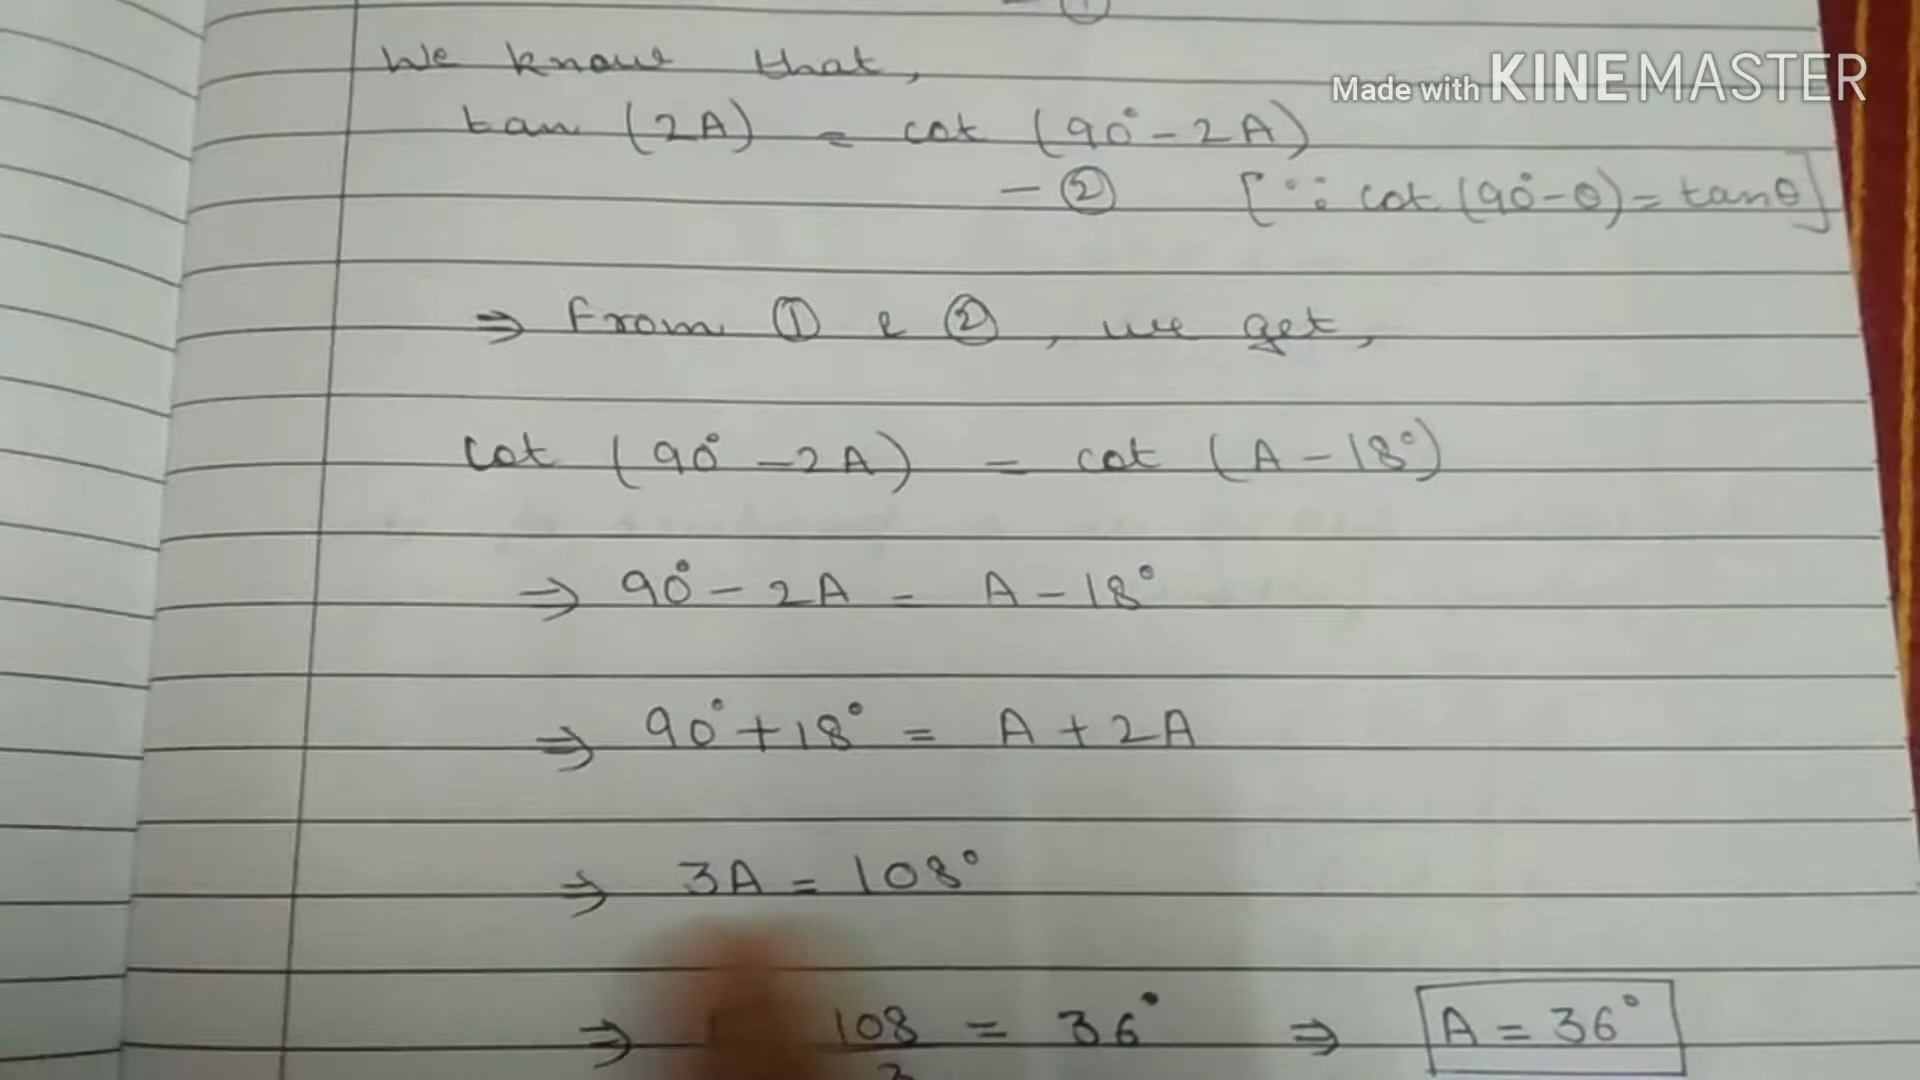 ①
We know that,
Made with KINEMASTER
tan (2A) = cot (90° - 2A)
- ② [∵ cot (90° - θ) = tanθ]
⇒ From ① & ②, we get,
cot (90° - 2A) = cot (A - 18°)
⇒ 90° - 2A = A - 18°
⇒ 90° + 18° = A + 2A
⇒ 3A = 108°
⇒ 108 = 36° ⇒ A = 36°